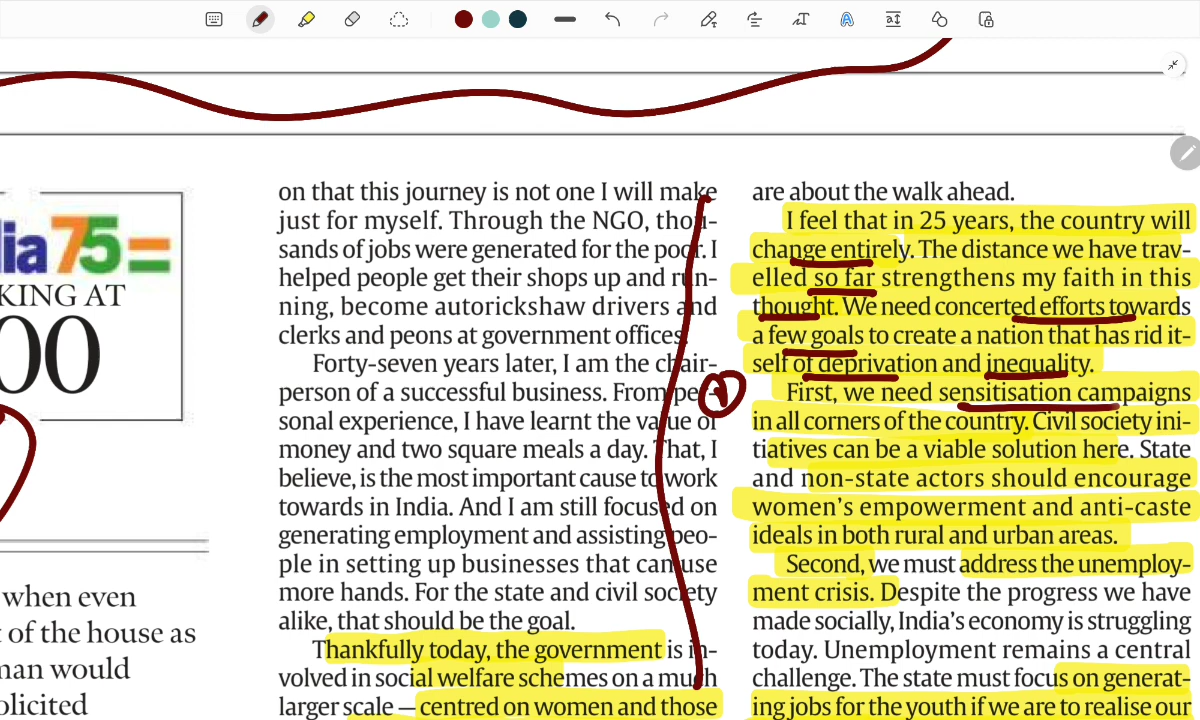 ia 75=
KING AT
00
when even
t of the house as
man would
olicited
on that this journey is not one I will make
just for myself. Through the NGO, thou-
sands of jobs were generated for the poor. I
helped people get their shops up and run-
ning, become autorickshaw drivers and
clerks and peons at government offices.
Forty-seven years later, I am the chair-
person of a successful business. From per-
sonal experience, I have learnt the value of
money and two square meals a day. That, I
believe, is the most important cause to work
towards in India. And I am still focused on
generating employment and assisting peo-
ple in setting up businesses that can use
more hands. For the state and civil society
alike, that should be the goal.
Thankfully today, the government is in-
volved in social welfare schemes on a much
larger scale — centred on women and those
are about the walk ahead.
I feel that in 25 years, the country will
change entirely. The distance we have trav-
elled so far strengthens my faith in this
thought. We need concerted efforts towards
a few goals to create a nation that has rid it-
self of deprivation and inequality.
First, we need sensitisation campaigns
in all corners of the country. Civil society ini-
tiatives can be a viable solution here. State
and non-state actors should encourage
women's empowerment and anti-caste
ideals in both rural and urban areas.
Second, we must address the unemploy-
ment crisis. Despite the progress we have
made socially, India's economy is struggling
today. Unemployment remains a central
challenge. The state must focus on generat-
ing jobs for the youth if we are to realise our